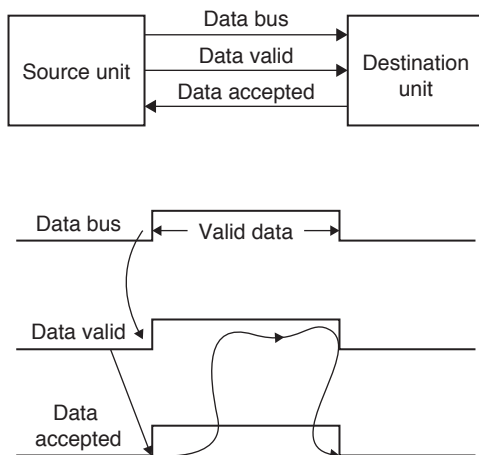 Data bus
Source unit
Data valid
Destination
unit
Data accepted
Data bus
Valid data
Data valid
Data
accepted